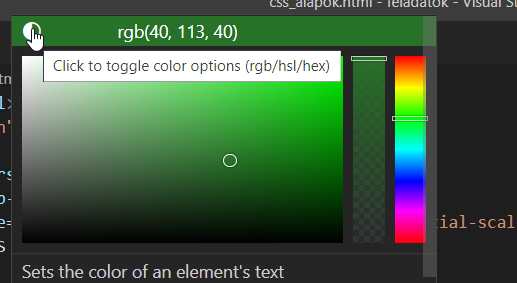 css_alapok.html - feladatok - Visual St
rgb(40, 113, 40)
Click to toggle color options (rgb/hsl/hex)
ial-scal
Sets the color of an element's text